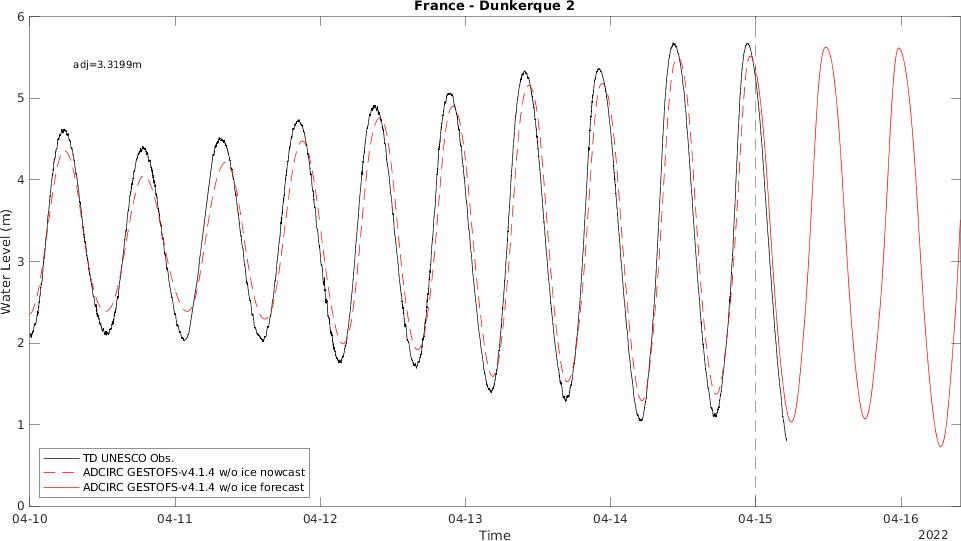 France - Dunkerque 2
6
adj=3.3199m
5
4
3
2
1
0
Water Level (m)
TD UNESCO Obs.
ADCIRC GESTOFS-v4.1.4 w/o ice nowcast
ADCIRC GESTOFS-v4.1.4 w/o ice forecast
04-10 04-11 04-12 04-13 04-14 04-15 04-16
Time
2022